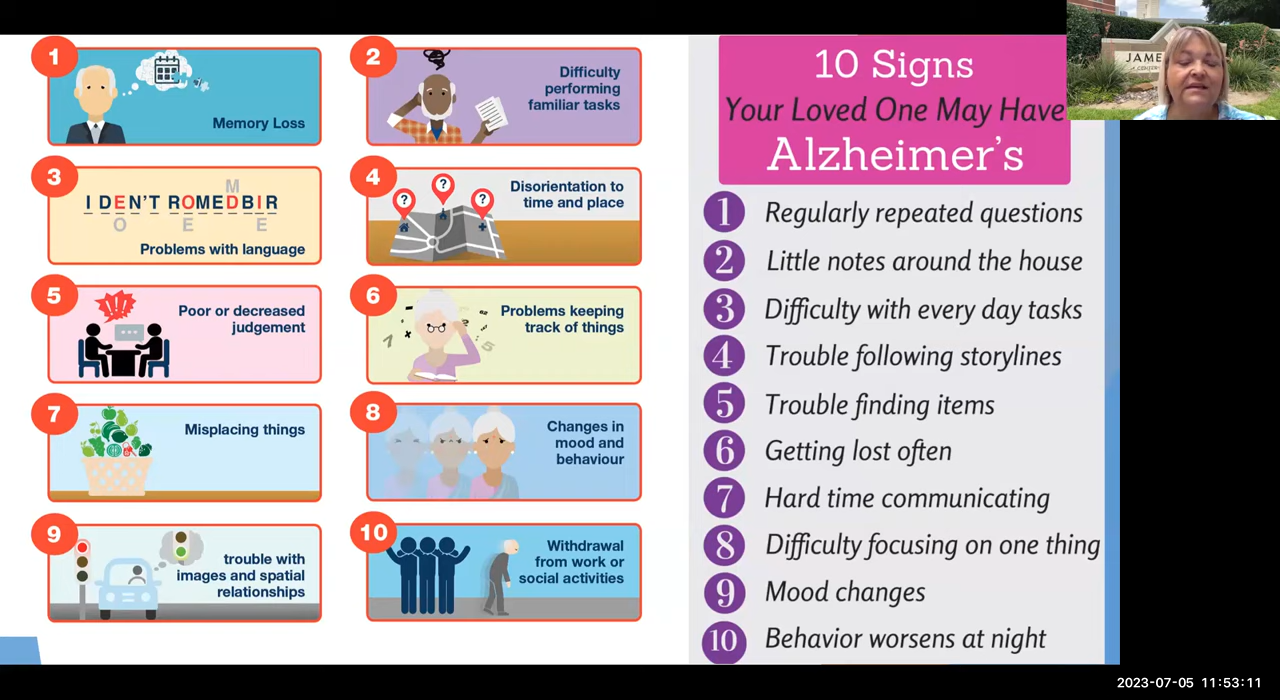 1
Memory Loss
2
Difficulty
performing
familiar tasks
3
M
I DEN'T ROMEDBIR
O E E
Problems with language
4
? ? ?
Disorientation to
time and place
5
!!!
Poor or decreased
judgement
6
Problems keeping
track of things
7
Misplacing things
8
Changes in
mood and
behaviour
9
trouble with
images and spatial
relationships
10
Withdrawal
from work or
social activities
10 Signs
Your Loved One May Have
Alzheimer's
1 Regularly repeated questions
2 Little notes around the house
3 Difficulty with every day tasks
4 Trouble following storylines
5 Trouble finding items
6 Getting lost often
7 Hard time communicating
8 Difficulty focusing on one thing
9 Mood changes
10 Behavior worsens at night
JAME
2023-07-05 11:53:11